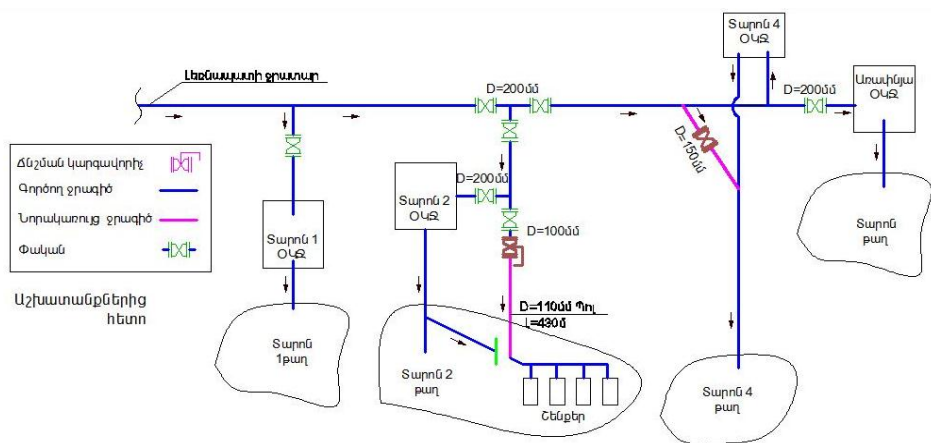 Տարոն 4
ՕԿՋ
Լեռնապատի ջրատար
D=200մմ
D=200մմ
Առափնյա
ՕԿՋ
D=150մմ
Ճնշման կարգավորիչ
Գործող ջրագիծ
Նորակառույց ջրագիծ
Փական
D=200մմ
Տարոն 2
ՕԿՋ
Տարոն 1
ՕԿՋ
D=100մմ
Տարոն
թաղ
Աշխատանքներից
հետո
D=110մմ Պոլ
Լ=430մ
Տարոն
1թաղ
Տարոն 2
թաղ
Շենքեր
Տարոն 4
թաղ